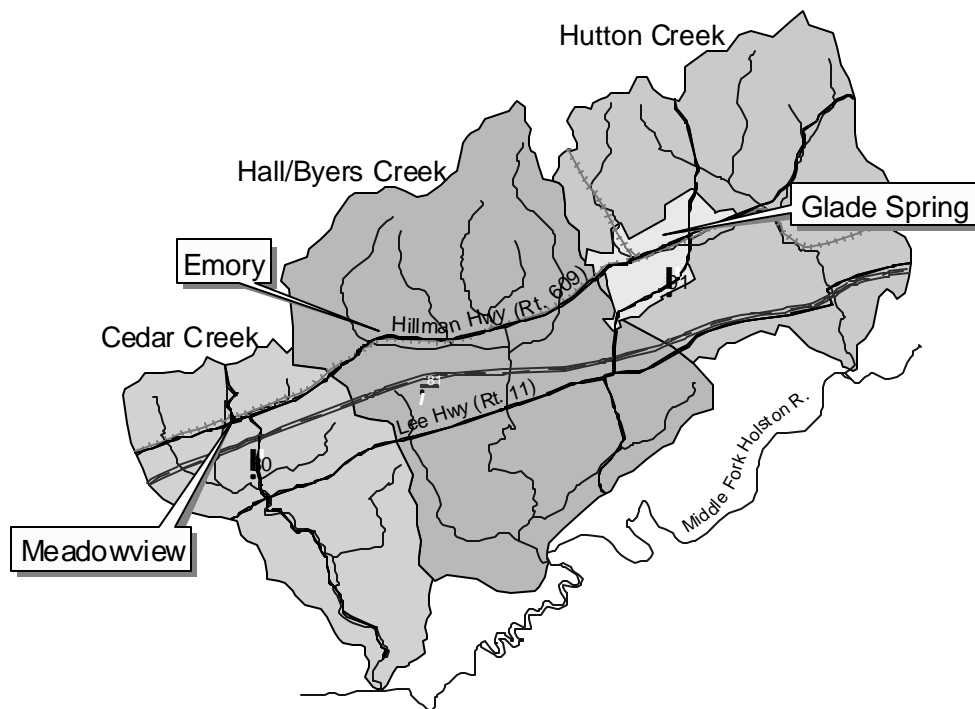 Hutton Creek
Hall/Byers Creek
Glade Spring
Emory
Hillman Hwy (Rt. 609)
Cedar Creek
81
Lee Hwy (Rt. 11)
Middle Fork Holston R.
Meadowview